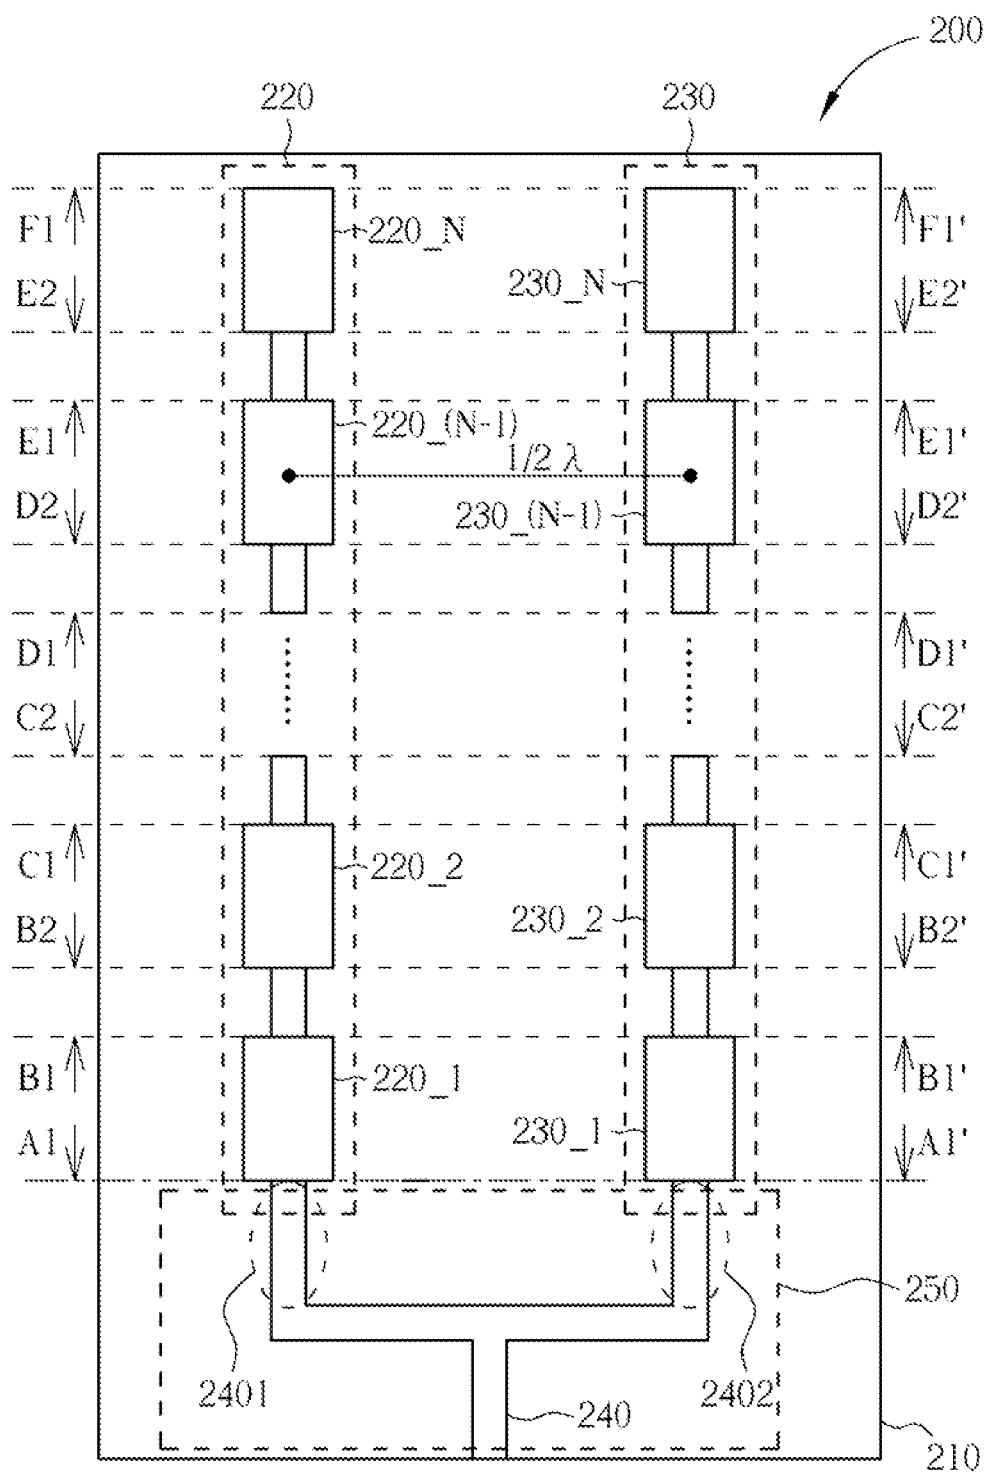 200
220 230
F1 220_N F1'
E2 230_N E2'
E1 220_(N-1) E1'
1/2 λ
D2 230_(N-1) D2'
D1 D1'
C2 C2'
C1 220_2 C1'
B2 230_2 B2'
B1 220_1 B1'
A1 230_1 A1'
250
2401 2402
240
210